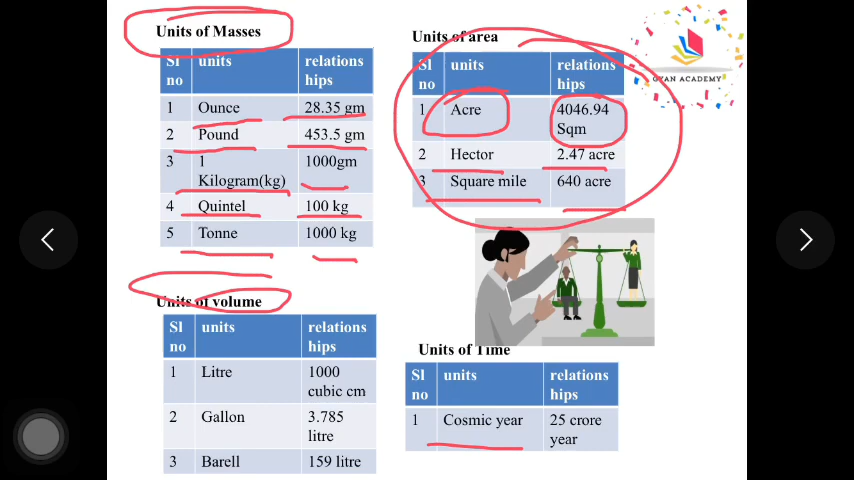 Units of Masses
Sl no units relations hips
1 Ounce 28.35 gm
2 Pound 453.5 gm
3 1 Kilogram(kg) 1000gm
4 Quintel 100 kg
5 Tonne 1000 kg
Units of area
Sl no units relations hips
1 Acre 4046.94 Sqm
2 Hector 2.47 acre
3 Square mile 640 acre
GYAN ACADEMY
Units of volume
Sl no units relations hips
1 Litre 1000 cubic cm
2 Gallon 3.785 litre
3 Barell 159 litre
Units of Time
Sl no units relations hips
1 Cosmic year 25 crore year